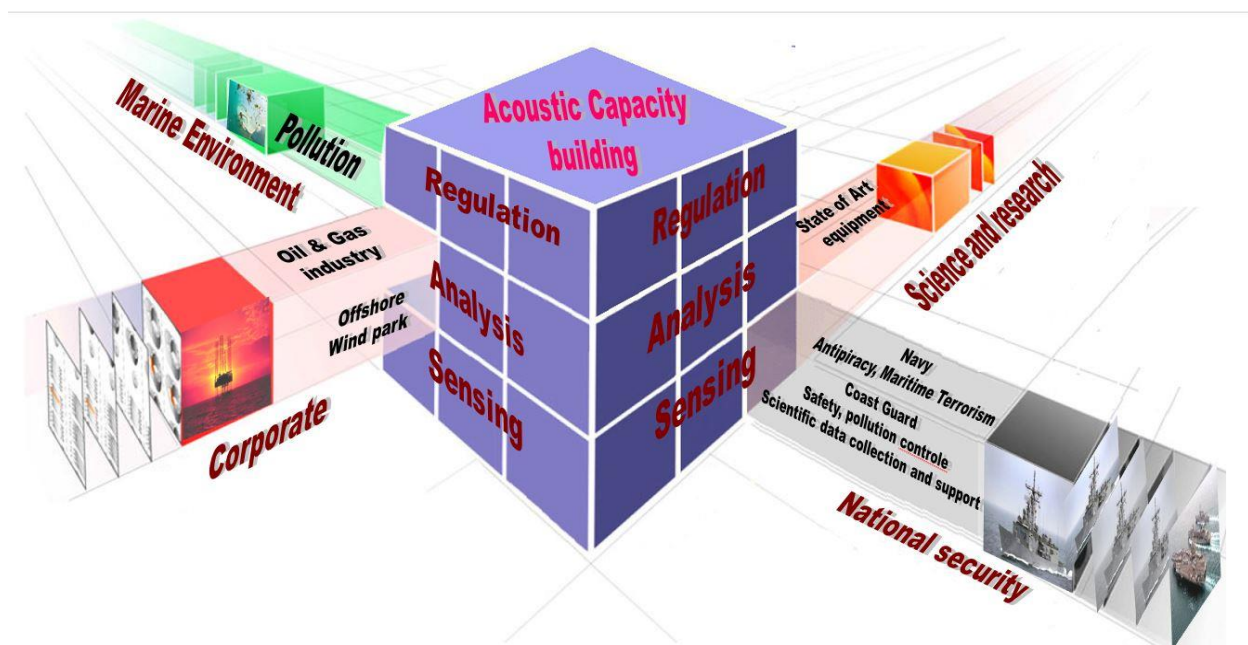 Acoustic Capacity
building
Marine Environment
Pollution
Regulation
Analysis
Sensing
Regulation
Analysis
Sensing
Oil & Gas
industry
Offshore
Wind park
Corporate
State of Art
equipment
Science and research
Navy
Antipiracy, Maritime Terrorism
Coast Guard
Safety, pollution controle
Scientific data collection and support
National security